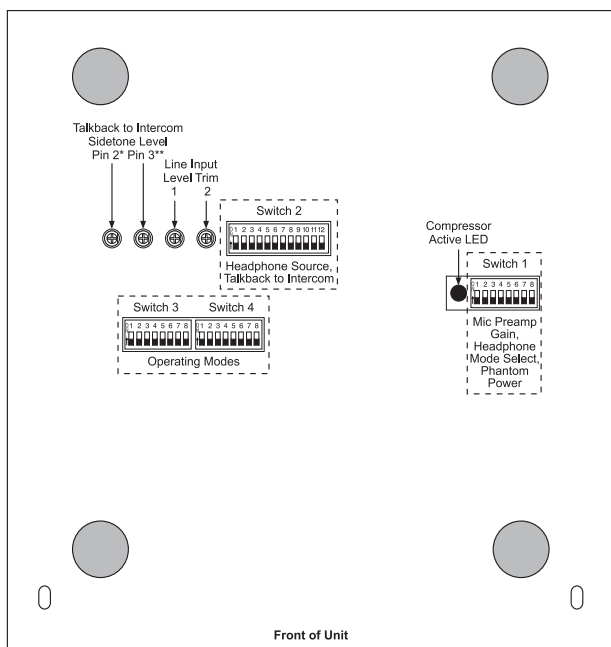 Talkback to Intercom
Sidetone Level
Pin 2* Pin 3**
Line Input
Level Trim
1 2
Switch 2
1 2 3 4 5 6 7 8 9 10 11 12
Headphone Source,
Talkback to Intercom
Compressor
Active LED
Switch 1
1 2 3 4 5 6 7 8
Mic Preamp
Gain,
Headphone
Mode Select,
Phantom
Power
Switch 3 Switch 4
1 2 3 4 5 6 7 8 1 2 3 4 5 6 7 8
Operating Modes
Front of Unit